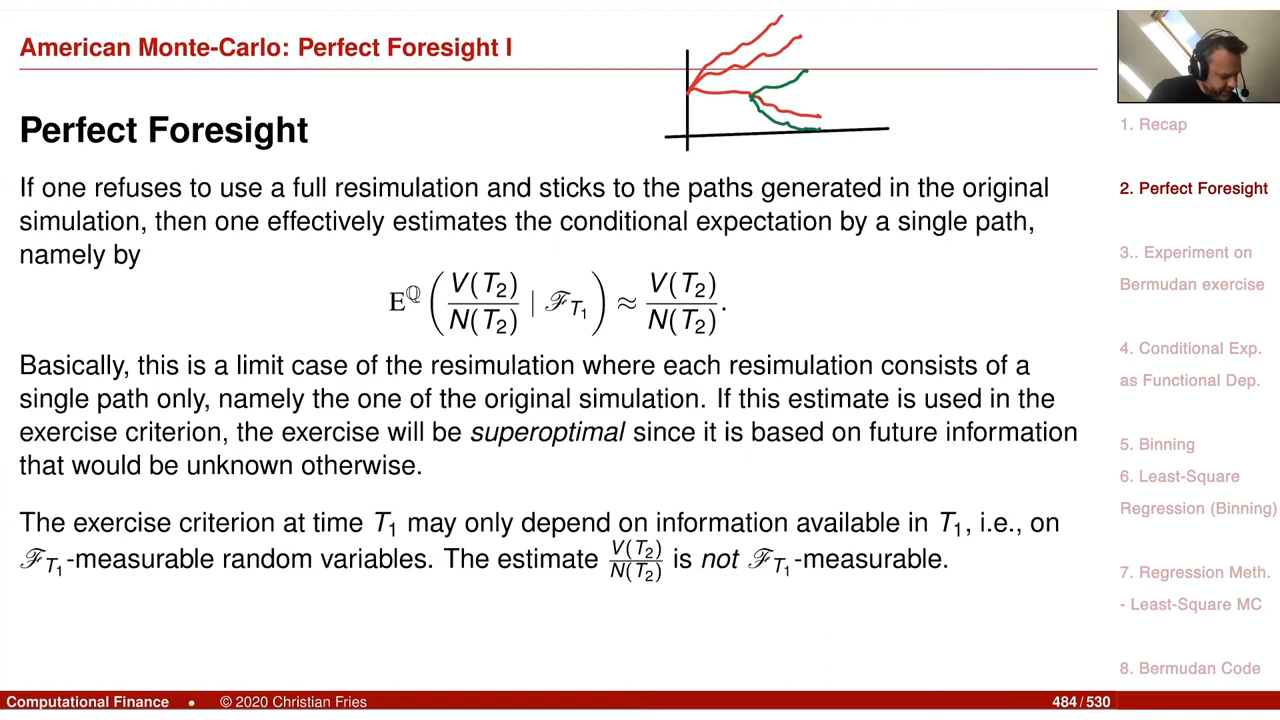 American Monte-Carlo: Perfect Foresight I
Perfect Foresight
If one refuses to use a full resimulation and sticks to the paths generated in the original
simulation, then one effectively estimates the conditional expectation by a single path,
namely by
E^ℚ ( V(T₂) / N(T₂) | ℱ_{T₁} ) ≈ V(T₂) / N(T₂).
Basically, this is a limit case of the resimulation where each resimulation consists of a
single path only, namely the one of the original simulation. If this estimate is used in the
exercise criterion, the exercise will be superoptimal since it is based on future information
that would be unknown otherwise.
The exercise criterion at time T₁ may only depend on information available in T₁, i.e., on
ℱ_{T₁}-measurable random variables. The estimate V(T₂) / N(T₂) is not ℱ_{T₁}-measurable.
1. Recap
2. Perfect Foresight
3.. Experiment on
Bermudan exercise
4. Conditional Exp.
as Functional Dep.
5. Binning
6. Least-Square
Regression (Binning)
7. Regression Meth.
- Least-Square MC
8. Bermudan Code
Computational Finance • © 2020 Christian Fries 484 / 530